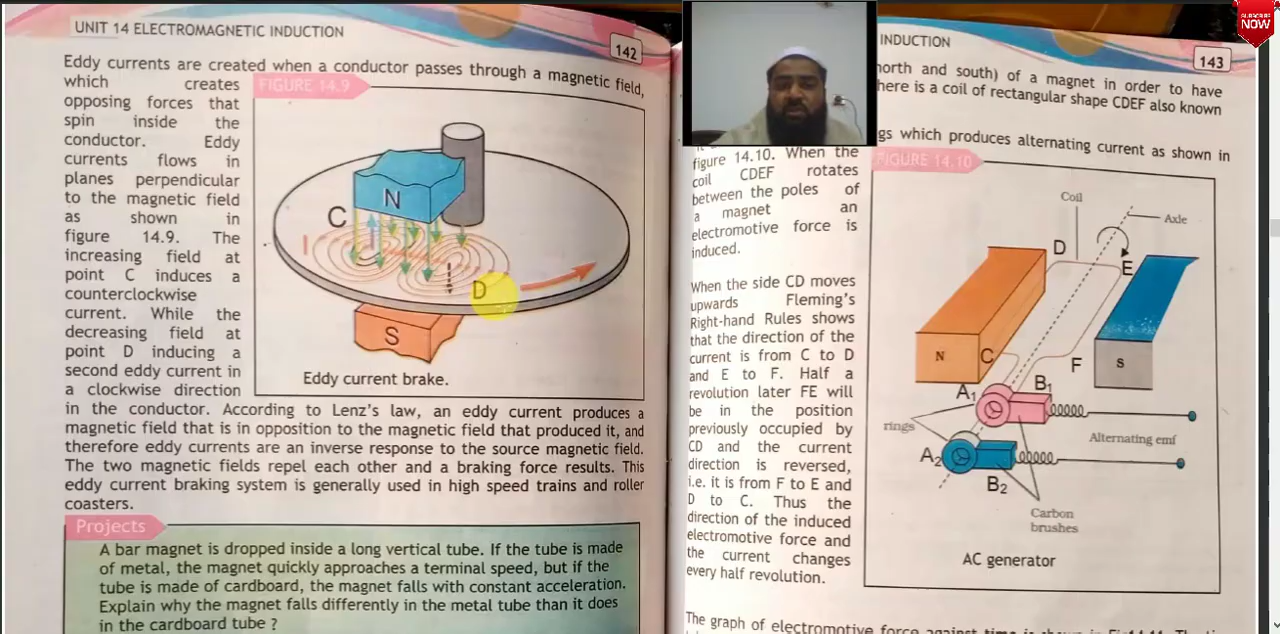 UNIT 14 ELECTROMAGNETIC INDUCTION
142
Eddy currents are created when a conductor passes through a magnetic field,
which creates
opposing forces that
spin inside the
conductor. Eddy
currents flows in
planes perpendicular
to the magnetic field
as shown in
figure 14.9. The
increasing field at
point C induces a
counterclockwise
current. While the
decreasing field at
point D inducing a
second eddy current in
a clockwise direction
FIGURE 14.9
N
C
I
D
S
Eddy current brake.
in the conductor. According to Lenz's law, an eddy current produces a
magnetic field that is in opposition to the magnetic field that produced it, and
therefore eddy currents are an inverse response to the source magnetic field.
The two magnetic fields repel each other and a braking force results. This
eddy current braking system is generally used in high speed trains and roller
coasters.
Projects
A bar magnet is dropped inside a long vertical tube. If the tube is made
of metal, the magnet quickly approaches a terminal speed, but if the
tube is made of cardboard, the magnet falls with constant acceleration.
Explain why the magnet falls differently in the metal tube than it does
in the cardboard tube ?
INDUCTION
143
north and south) of a magnet in order to have
here is a coil of rectangular shape CDEF also known
gs which produces alternating current as shown in
figure 14.10. When the
coil CDEF rotates
between the poles of
a magnet an
electromotive force is
induced.
When the side CD moves
upwards Fleming's
Right-hand Rules shows
that the direction of the
current is from C to D
and E to F. Half a
revolution later FE will
be in the position
previously occupied by
CD and the current
direction is reversed,
i.e. it is from F to E and
D to C. Thus the
direction of the induced
electromotive force and
the current changes
every half revolution.
FIGURE 14.10
Coil
Axle
D
E
N
C
F
S
A1
B1
rings
Alternating emf
A2
B2
Carbon
brushes
AC generator
The graph of electromotive force against time is shown in
SUBSCRIBE
NOW